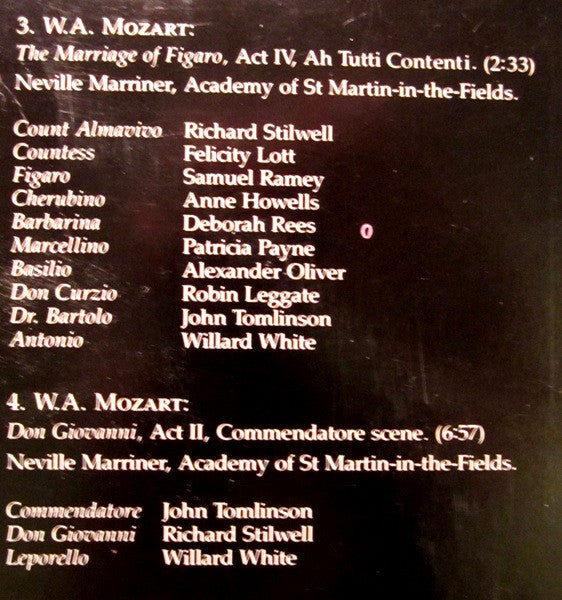 3. W.A. MOZART:
The Marriage of Figaro, Act IV, Ah Tutti Contenti. (2:33)
Neville Marriner, Academy of St Martin-in-the-Fields.
Count Almavivo Richard Stilwell
Countess Felicity Lott
Figaro Samuel Ramey
Cherubino Anne Howells
Barbarina Deborah Rees
Marcellino Patricia Payne
Basilio Alexander Oliver
Don Curzio Robin Leggate
Dr. Bartolo John Tomlinson
Antonio Willard White
4. W.A. MOZART:
Don Giovanni, Act II, Commendatore scene. (6:57)
Neville Marriner, Academy of St Martin-in-the-Fields.
Commendatore John Tomlinson
Don Giovanni Richard Stilwell
Leporello Willard White